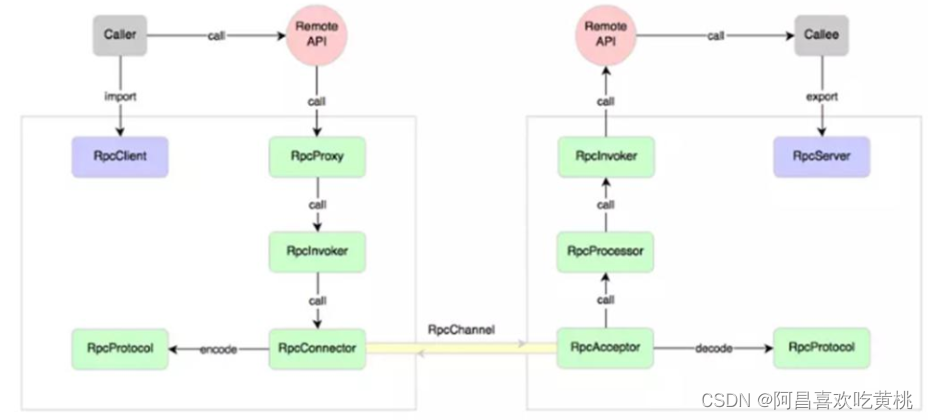 Caller
call
Remote
API
Remote
API
call
Callee
import
call
call
export
RpcClient
RpcProxy
RpcInvoker
RpcServer
call
call
RpcInvoker
RpcProcessor
call
call
RpcChannel
RpcProtocol
encode
RpcConnector
RpcAcceptor
decode
RpcProtocol
CSDN @阿昌喜欢吃黄桃